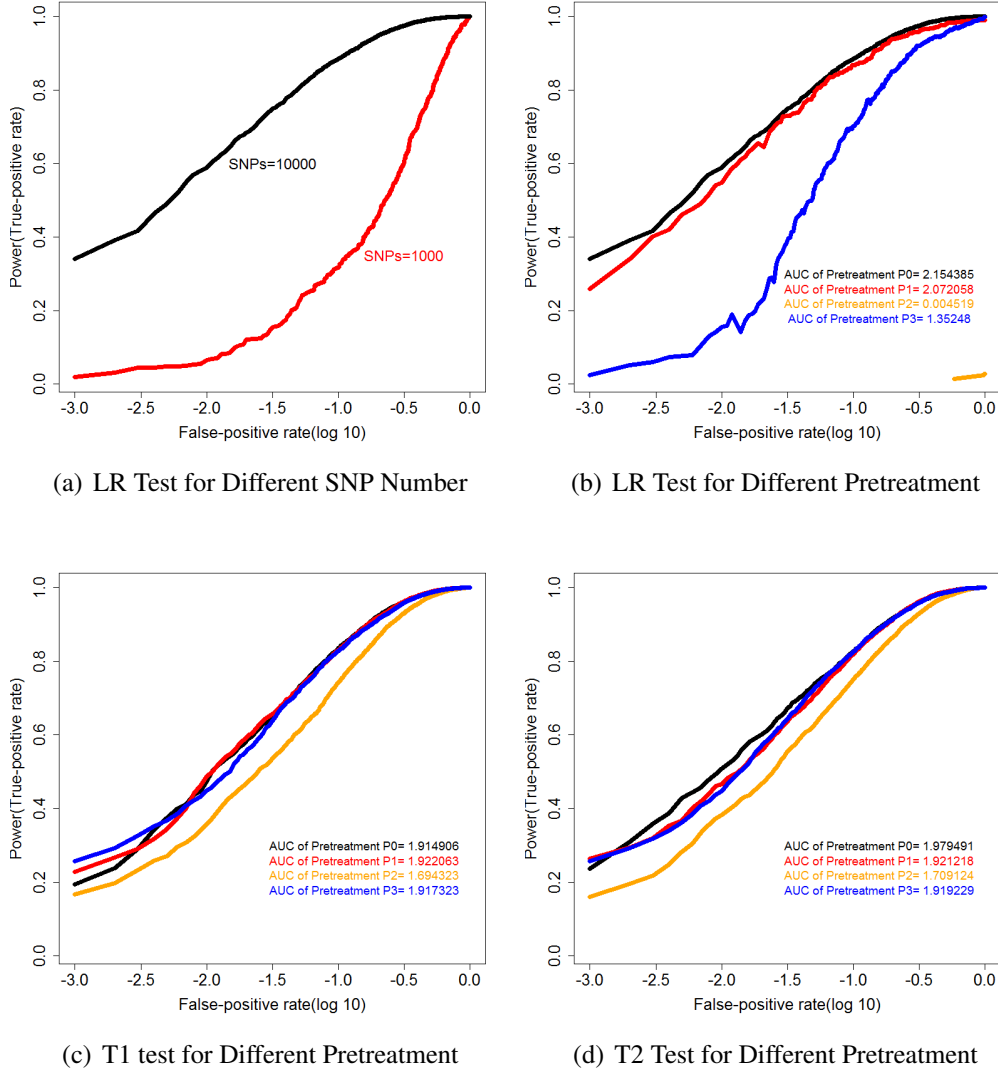 Power(True-positive rate)
0.0 0.2 0.4 0.6 0.8 1.0
SNPs=10000
SNPs=1000
-3.0 -2.5 -2.0 -1.5 -1.0 -0.5 0.0
False-positive rate(log 10)
(a) LR Test for Different SNP Number
Power(True-positive rate)
0.0 0.2 0.4 0.6 0.8 1.0
AUC of Pretreatment P0= 2.154385
AUC of Pretreatment P1= 2.072058
AUC of Pretreatment P2= 0.004519
AUC of Pretreatment P3= 1.35248
-3.0 -2.5 -2.0 -1.5 -1.0 -0.5 0.0
False-positive rate(log 10)
(b) LR Test for Different Pretreatment
Power(True-positive rate)
0.0 0.2 0.4 0.6 0.8 1.0
AUC of Pretreatment P0= 1.914906
AUC of Pretreatment P1= 1.922063
AUC of Pretreatment P2= 1.694323
AUC of Pretreatment P3= 1.917323
-3.0 -2.5 -2.0 -1.5 -1.0 -0.5 0.0
False-positive rate(log 10)
(c) T1 test for Different Pretreatment
Power(True-positive rate)
0.0 0.2 0.4 0.6 0.8 1.0
AUC of Pretreatment P0= 1.979491
AUC of Pretreatment P1= 1.921218
AUC of Pretreatment P2= 1.709124
AUC of Pretreatment P3= 1.919229
-3.0 -2.5 -2.0 -1.5 -1.0 -0.5 0.0
False-positive rate(log 10)
(d) T2 Test for Different Pretreatment